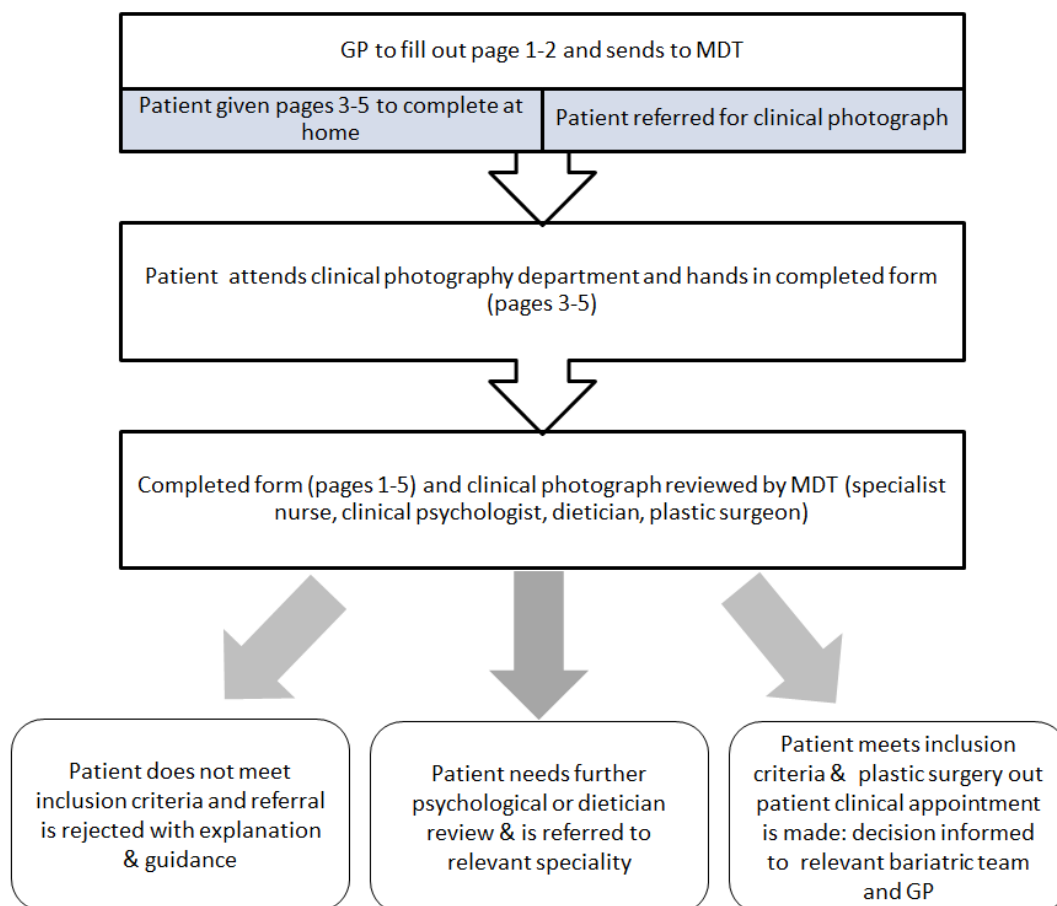 GP to fill out page 1-2 and sends to MDT
Patient given pages 3-5 to complete at
home
Patient referred for clinical photograph
Patient attends clinical photography department and hands in completed form
(pages 3-5)
Completed form (pages 1-5) and clinical photograph reviewed by MDT (specialist
nurse, clinical psychologist, dietician, plastic surgeon)
Patient does not meet
inclusion criteria and referral
is rejected with explanation
& guidance
Patient needs further
psychological or dietician
review & is referred to
relevant speciality
Patient meets inclusion
criteria & plastic surgery out
patient clinical appointment
is made: decision informed
to relevant bariatric team
and GP